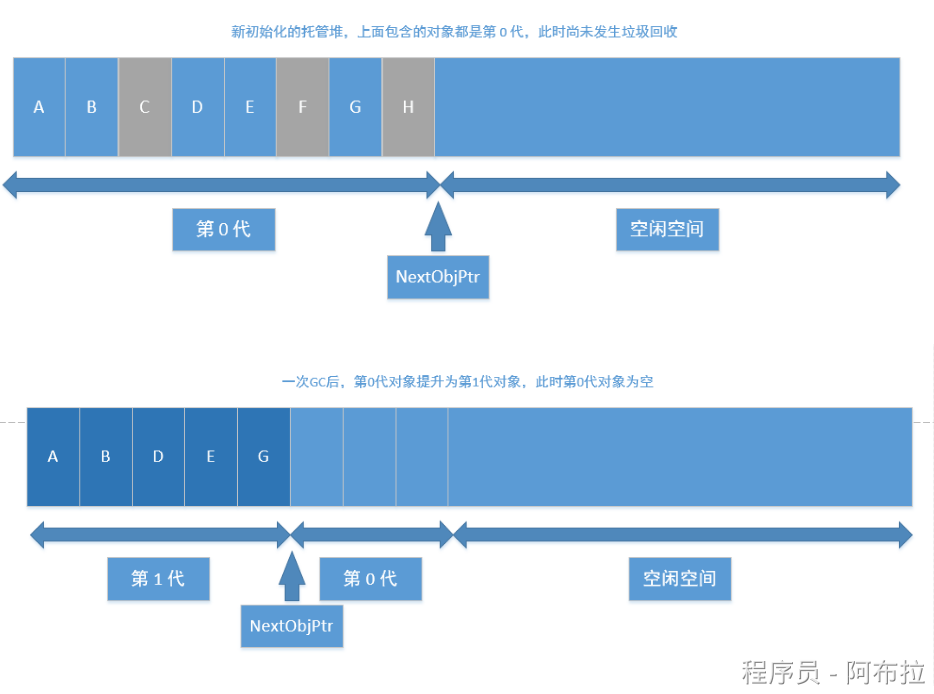 新初始化的托管堆，上面包含的对象都是第 0 代，此时尚未发生垃圾回收
A B C D E F G H
第 0 代 空闲空间
NextObjPtr
一次GC后，第0代对象提升为第1代对象，此时第0代对象为空
A B D E G
第 1 代 第 0 代 空闲空间
NextObjPtr
程序员 - 阿布拉